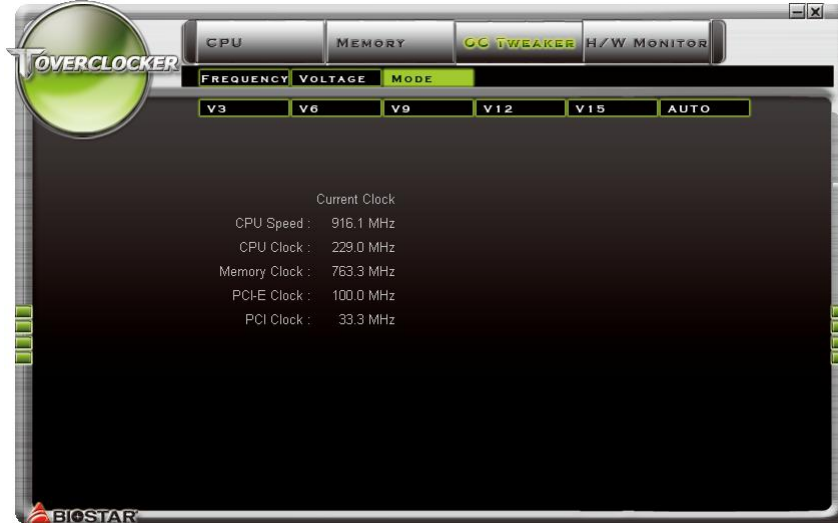 TOVERCLOCKER
CPU MEMORY OC TWEAKER H/W MONITOR
FREQUENCY VOLTAGE MODE
V3 V6 V9 V12 V15 AUTO
Current Clock
CPU Speed : 916.1 MHz
CPU Clock : 229.0 MHz
Memory Clock : 763.3 MHz
PCI-E Clock : 100.0 MHz
PCI Clock : 33.3 MHz
BIOSTAR